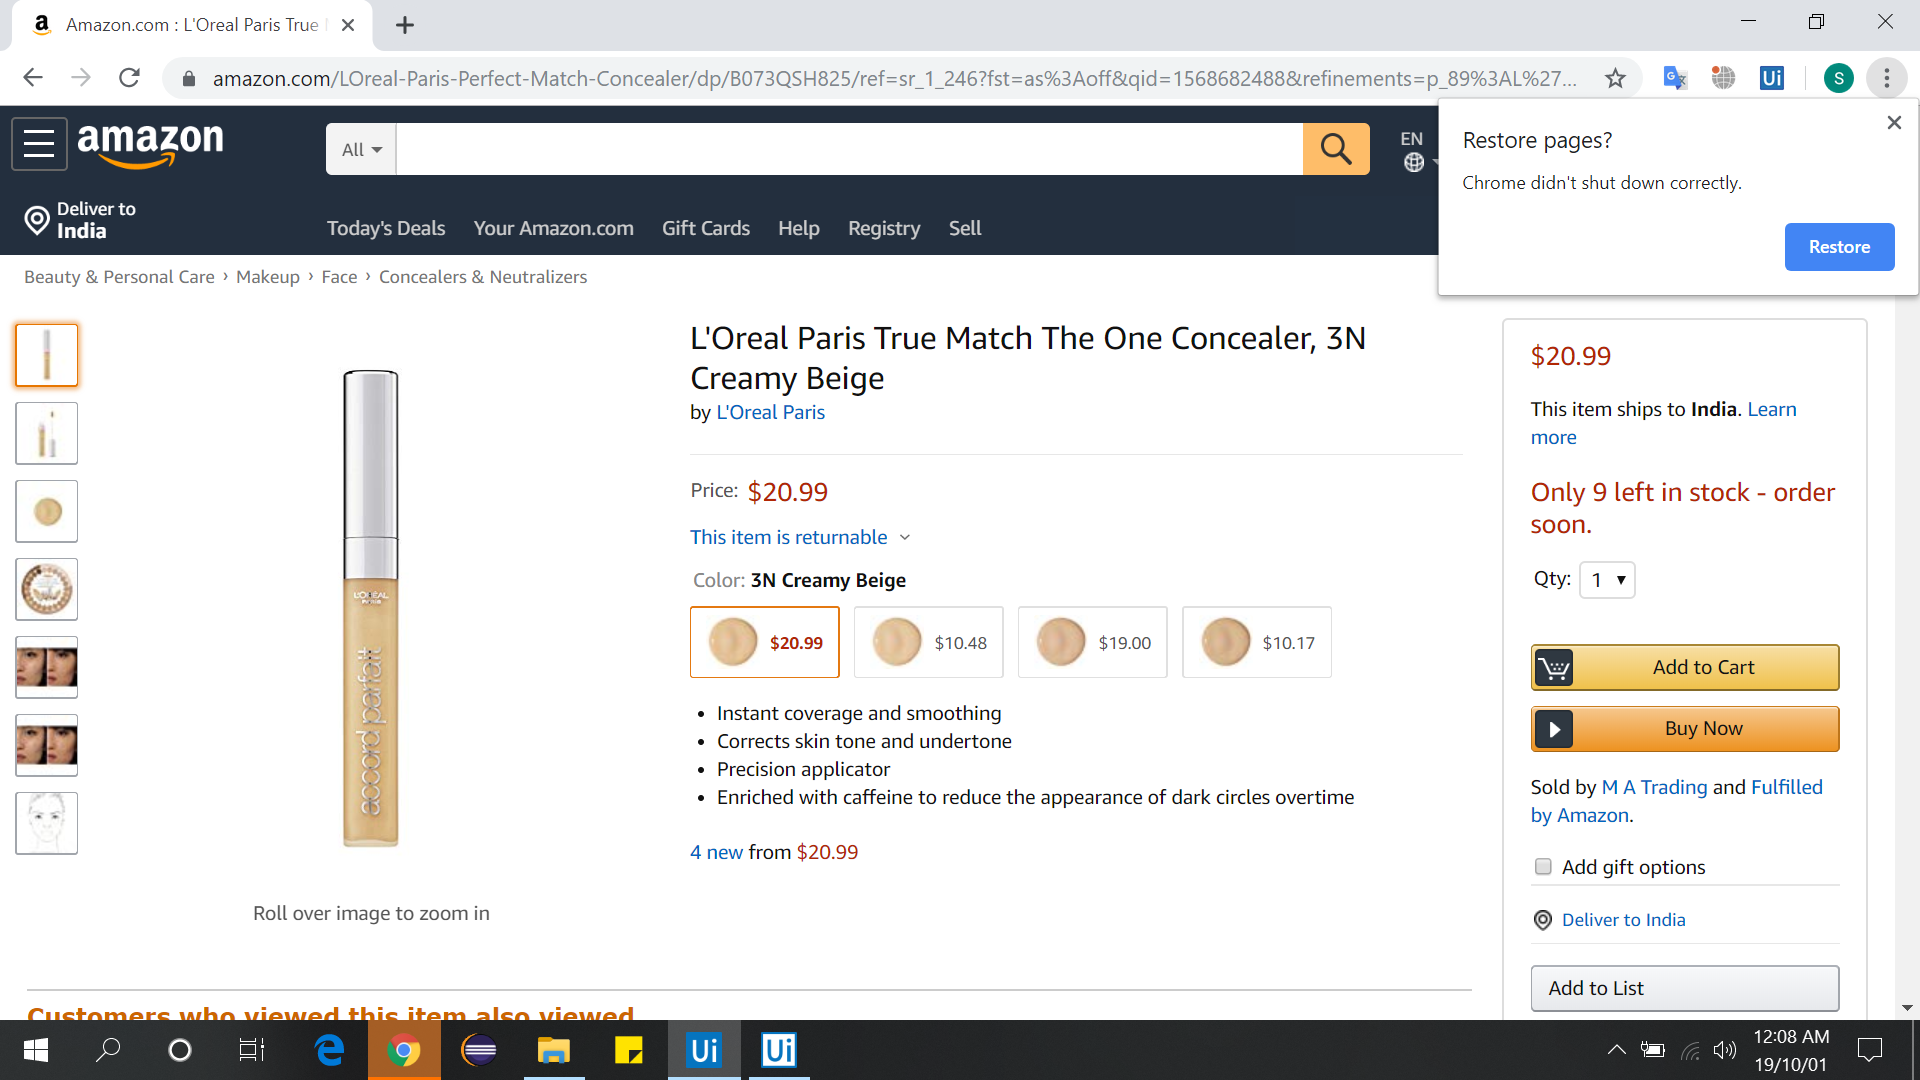 Amazon.com : L'Oreal Paris True
amazon.com/LOreal-Paris-Perfect-Match-Concealer/dp/B073QSH825/ref=sr_1_246?fst=as%3Aoff&qid=1568682488&refinements=p_89%3AL%27...
Ui
S
Restore pages?
Chrome didn't shut down correctly.
Restore
amazon
All
EN
Deliver to
India
Today's Deals Your Amazon.com Gift Cards Help Registry Sell
Beauty & Personal Care › Makeup › Face › Concealers & Neutralizers
L'ORÉAL
PARIS
accord parfait
Roll over image to zoom in
L'Oreal Paris True Match The One Concealer, 3N
Creamy Beige
by L'Oreal Paris
Price: $20.99
This item is returnable
Color: 3N Creamy Beige
$20.99 $10.48 $19.00 $10.17
• Instant coverage and smoothing
• Corrects skin tone and undertone
• Precision applicator
• Enriched with caffeine to reduce the appearance of dark circles overtime
4 new from $20.99
$20.99
This item ships to India. Learn
more
Only 9 left in stock - order
soon.
Qty: 1
Add to Cart
Buy Now
Sold by M A Trading and Fulfilled
by Amazon.
Add gift options
Deliver to India
Add to List
Customers who viewed this item also viewed
Ui Ui
12:08 AM
19/10/01